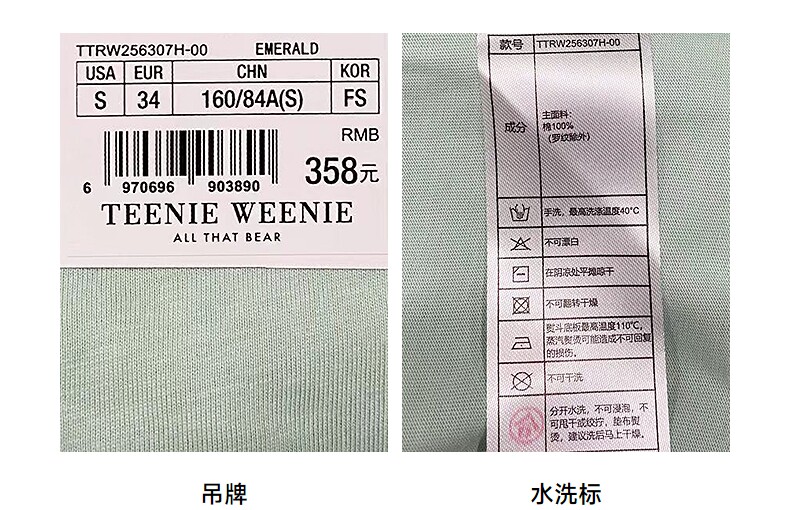 TTRW256307H-00 EMERALD
USA EUR CHN KOR
S 34 160/84A(S) FS
RMB
358元
6 970696 903890
TEENIE WEENIE
ALL THAT BEAR
吊牌
款号 TTRW256307H-00
成分
主面料:
棉100%
(罗纹除外)
手洗，最高洗涤温度40°C
不可漂白
在阴凉处平摊晾干
不可翻转干燥
熨斗底板最高温度110℃,
蒸汽熨烫可能造成不可回复
的损伤。
不可干洗
分开水洗，不可浸泡，不
可甩干或绞拧，垫布熨
烫，建议洗后马上干燥。
水洗标